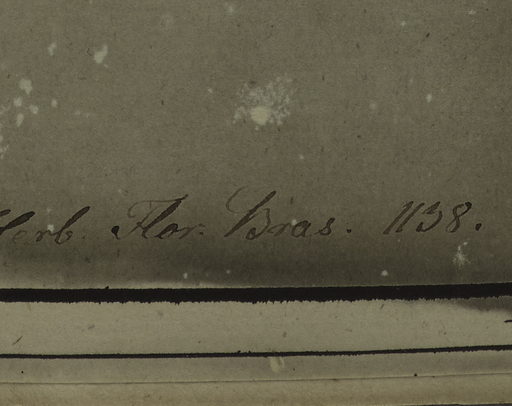 Herb. Flor. Bras. 1138.